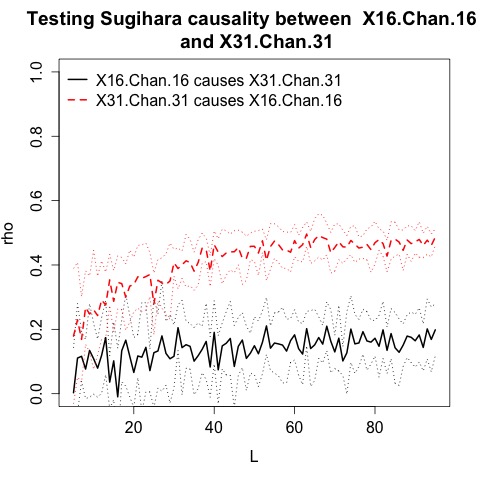 Testing Sugihara causality between  X16.Chan.16
and X31.Chan.31
X16.Chan.16 causes X31.Chan.31
X31.Chan.31 causes X16.Chan.16
1.0
0.8
0.6
0.4
0.2
0.0
rho
20 40 60 80
L